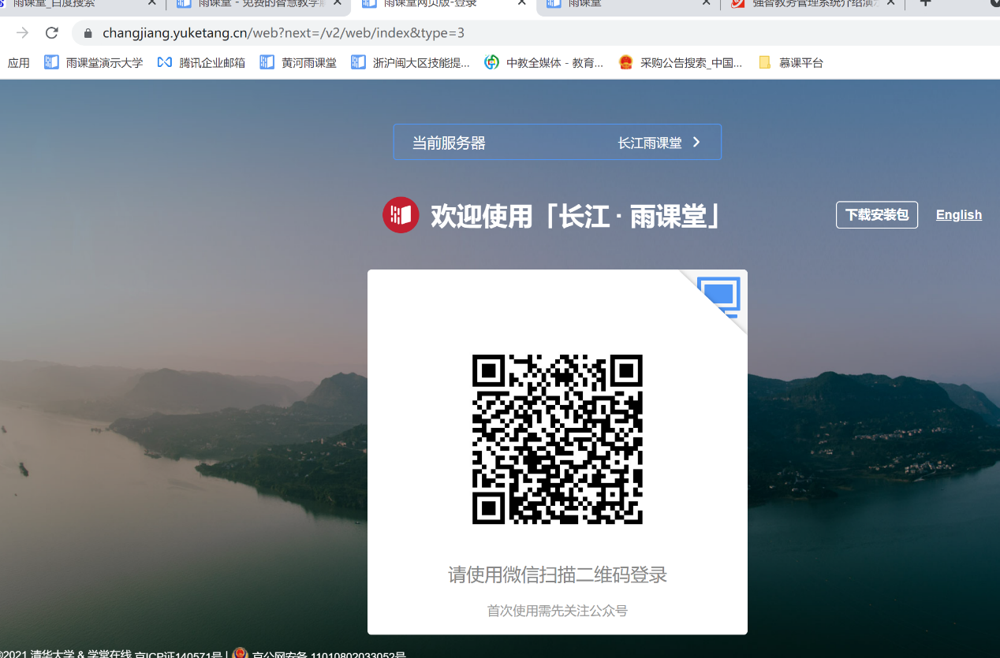 雨课堂_百度搜索
雨课堂 - 免费的智慧教学
雨课堂网页版-登录
雨课堂
强智教务管理系统介绍演示
changjiang.yuketang.cn/web?next=/v2/web/index&type=3
应用
雨课堂演示大学
腾讯企业邮箱
黄河雨课堂
浙沪闽大区技能提...
中教全媒体 - 教育...
采购公告搜索_中国...
慕课平台
当前服务器
长江雨课堂
欢迎使用「长江 · 雨课堂」
下载安装包
English
请使用微信扫描二维码登录
首次使用需先关注公众号
©2021 清华大学 & 学堂在线 京ICP证140571号 | 京公网安备 11010802033052号